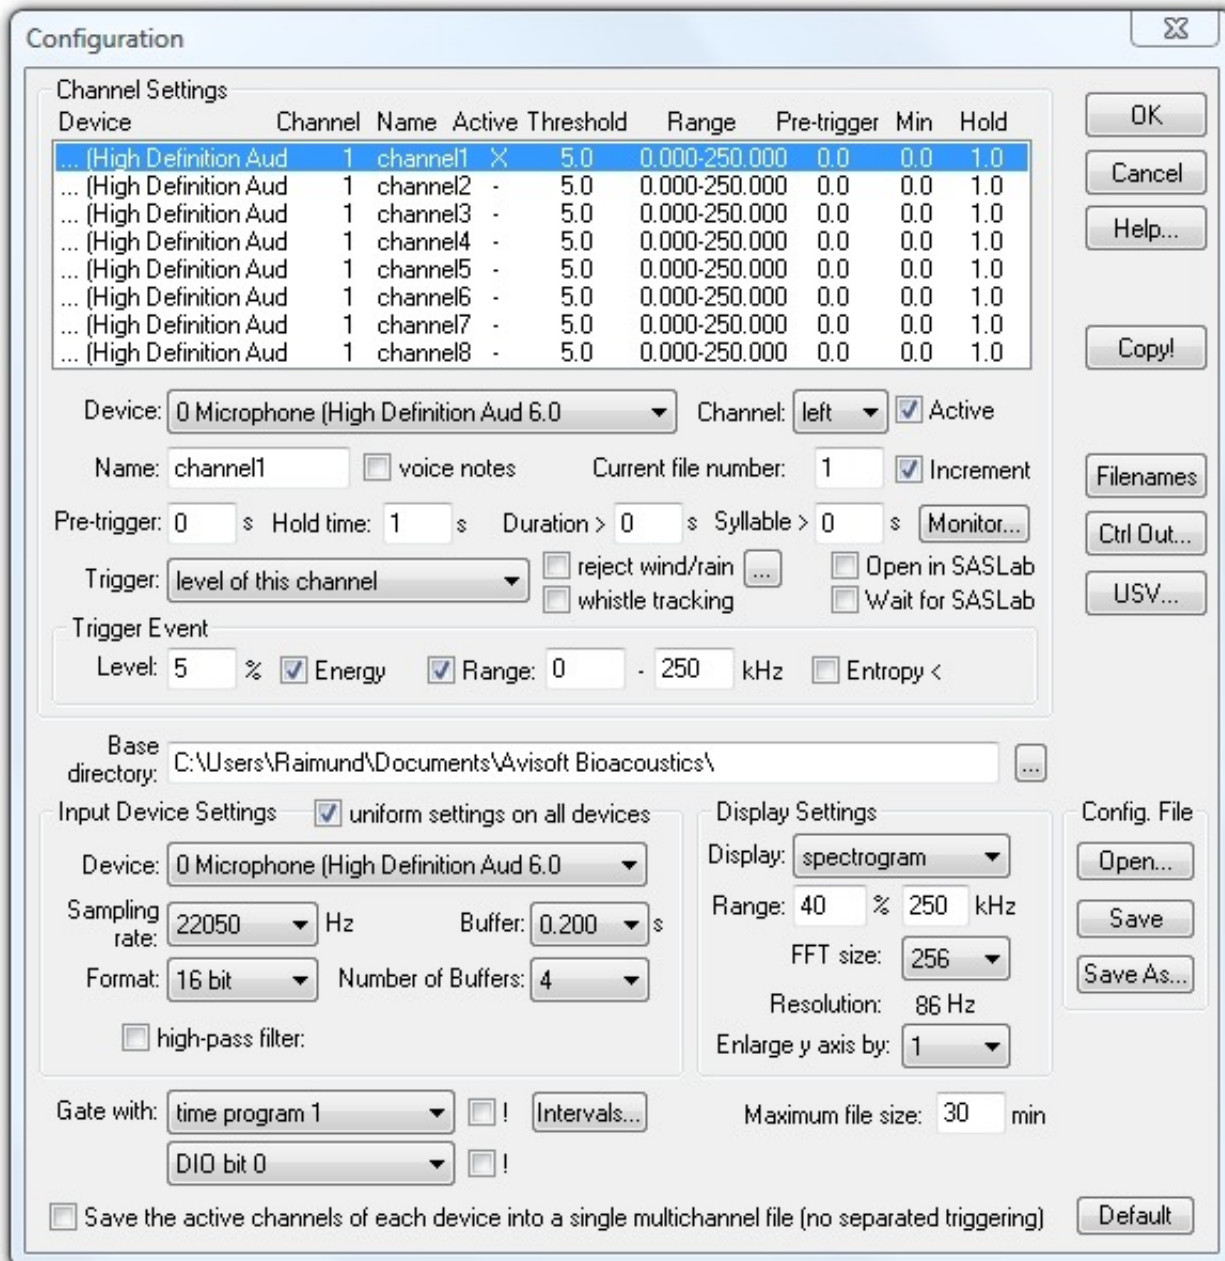 Configuration
Channel Settings
Device Channel Name Active Threshold Range Pre-trigger Min Hold
... (High Definition Aud 1 channel1 X 5.0 0.000-250.000 0.0 0.0 1.0
... (High Definition Aud 1 channel2 - 5.0 0.000-250.000 0.0 0.0 1.0
... (High Definition Aud 1 channel3 - 5.0 0.000-250.000 0.0 0.0 1.0
... (High Definition Aud 1 channel4 - 5.0 0.000-250.000 0.0 0.0 1.0
... (High Definition Aud 1 channel5 - 5.0 0.000-250.000 0.0 0.0 1.0
... (High Definition Aud 1 channel6 - 5.0 0.000-250.000 0.0 0.0 1.0
... (High Definition Aud 1 channel7 - 5.0 0.000-250.000 0.0 0.0 1.0
... (High Definition Aud 1 channel8 - 5.0 0.000-250.000 0.0 0.0 1.0
OK
Cancel
Help...
Copy!
Device: 0 Microphone (High Definition Aud 6.0 Channel: left Active
Name: channel1 voice notes Current file number: 1 Increment
Filenames
Pre-trigger: 0 s Hold time: 1 s Duration > 0 s Syllable > 0 s Monitor...
Ctrl Out...
Trigger: level of this channel reject wind/rain ... Open in SASLab
whistle tracking Wait for SASLab
USV...
Trigger Event
Level: 5 % Energy Range: 0 - 250 kHz Entropy <
Base
directory: C:\Users\Raimund\Documents\Avisoft Bioacoustics\ ...
Input Device Settings uniform settings on all devices
Device: 0 Microphone (High Definition Aud 6.0
Sampling
rate: 22050 Hz Buffer: 0.200 s
Format: 16 bit Number of Buffers: 4
high-pass filter:
Display Settings
Display: spectrogram
Range: 40 % 250 kHz
FFT size: 256
Resolution: 86 Hz
Enlarge y axis by: 1
Config. File
Open...
Save
Save As...
Gate with: time program 1 ! Intervals... Maximum file size: 30 min
DIO bit 0 !
Save the active channels of each device into a single multichannel file (no separated triggering) Default